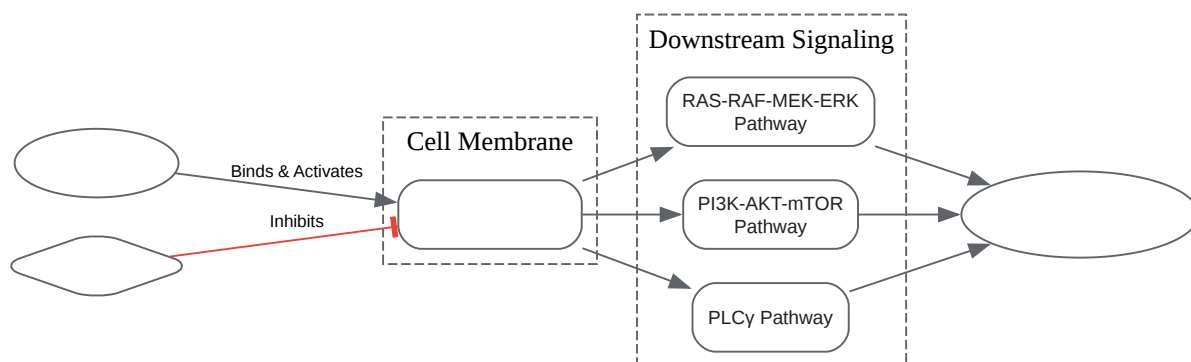 Downstream Signaling
RAS-RAF-MEK-ERK
Pathway
Cell Membrane
Binds & Activates
PI3K-AKT-mTOR
Pathway
Inhibits
PLCγ Pathway